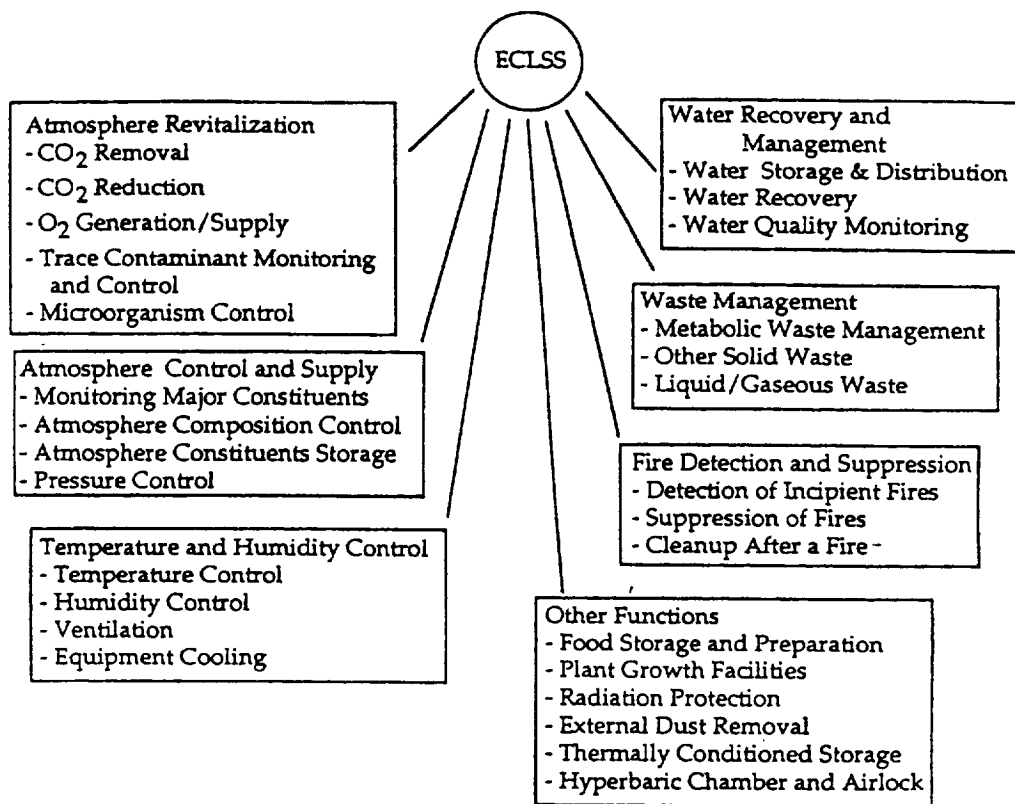 ECLSS
Atmosphere Revitalization
- CO2 Removal
- CO2 Reduction
- O2 Generation/Supply
- Trace Contaminant Monitoring
and Control
- Microorganism Control
Atmosphere Control and Supply
- Monitoring Major Constituents
- Atmosphere Composition Control
- Atmosphere Constituents Storage
- Pressure Control
Temperature and Humidity Control
- Temperature Control
- Humidity Control
- Ventilation
- Equipment Cooling
Water Recovery and
Management
- Water Storage & Distribution
- Water Recovery
- Water Quality Monitoring
Waste Management
- Metabolic Waste Management
- Other Solid Waste
- Liquid/Gaseous Waste
Fire Detection and Suppression
- Detection of Incipient Fires
- Suppression of Fires
- Cleanup After a Fire
Other Functions
- Food Storage and Preparation
- Plant Growth Facilities
- Radiation Protection
- External Dust Removal
- Thermally Conditioned Storage
- Hyperbaric Chamber and Airlock